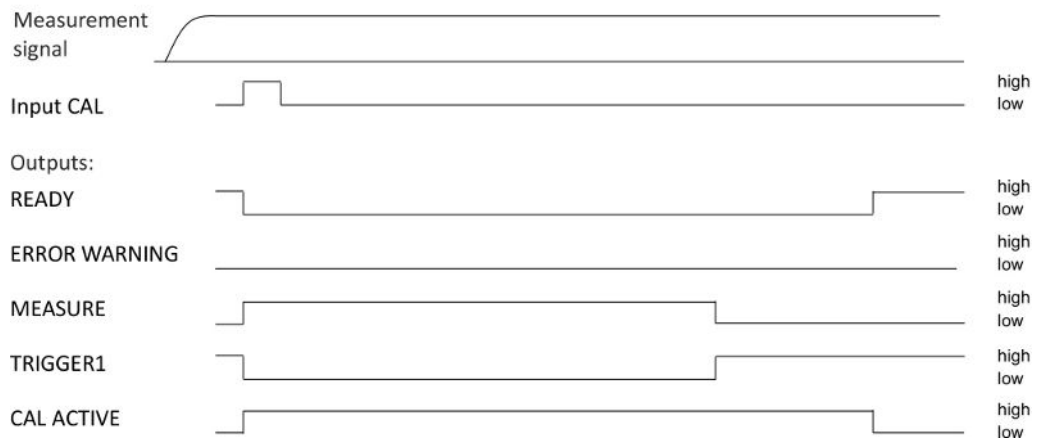 Measurement
signal
Input CAL
high
low
Outputs:
READY
high
low
ERROR WARNING
high
low
MEASURE
high
low
TRIGGER1
high
low
CAL ACTIVE
high
low